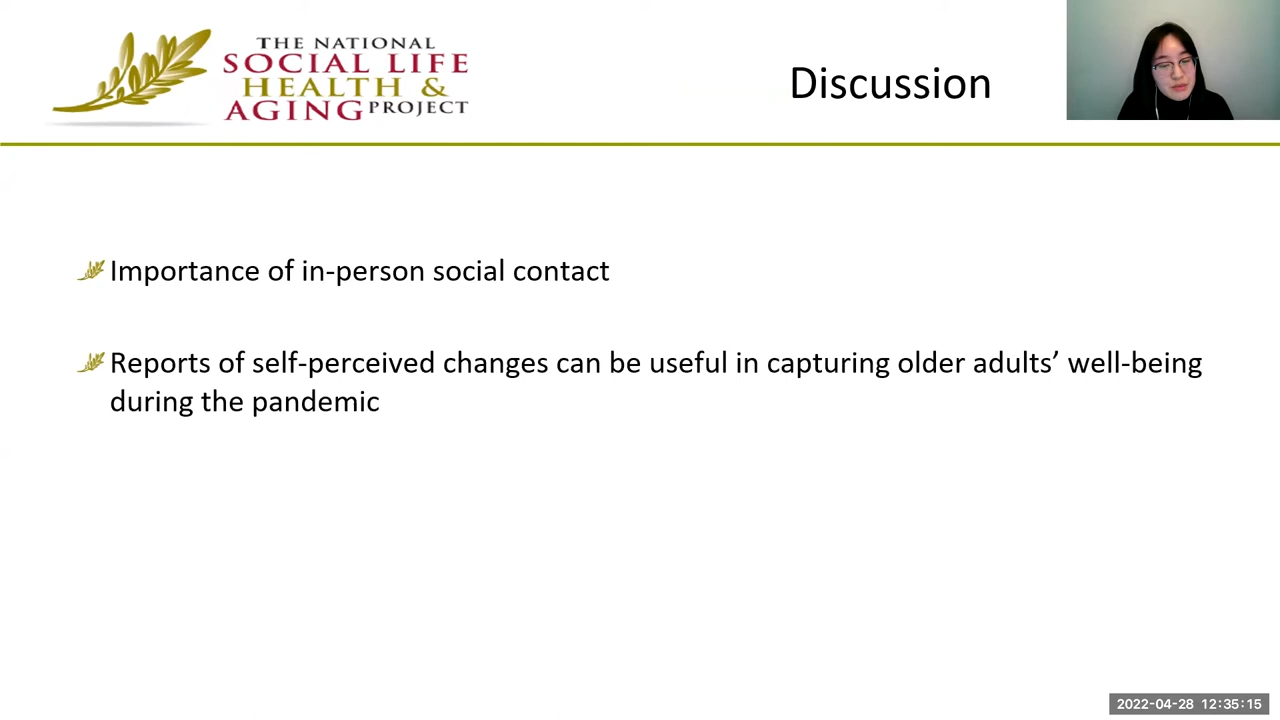 THE NATIONAL
SOCIAL LIFE
HEALTH &
AGING PROJECT
Discussion
Importance of in-person social contact
Reports of self-perceived changes can be useful in capturing older adults’ well-being
during the pandemic
2022-04-28 12:35:15